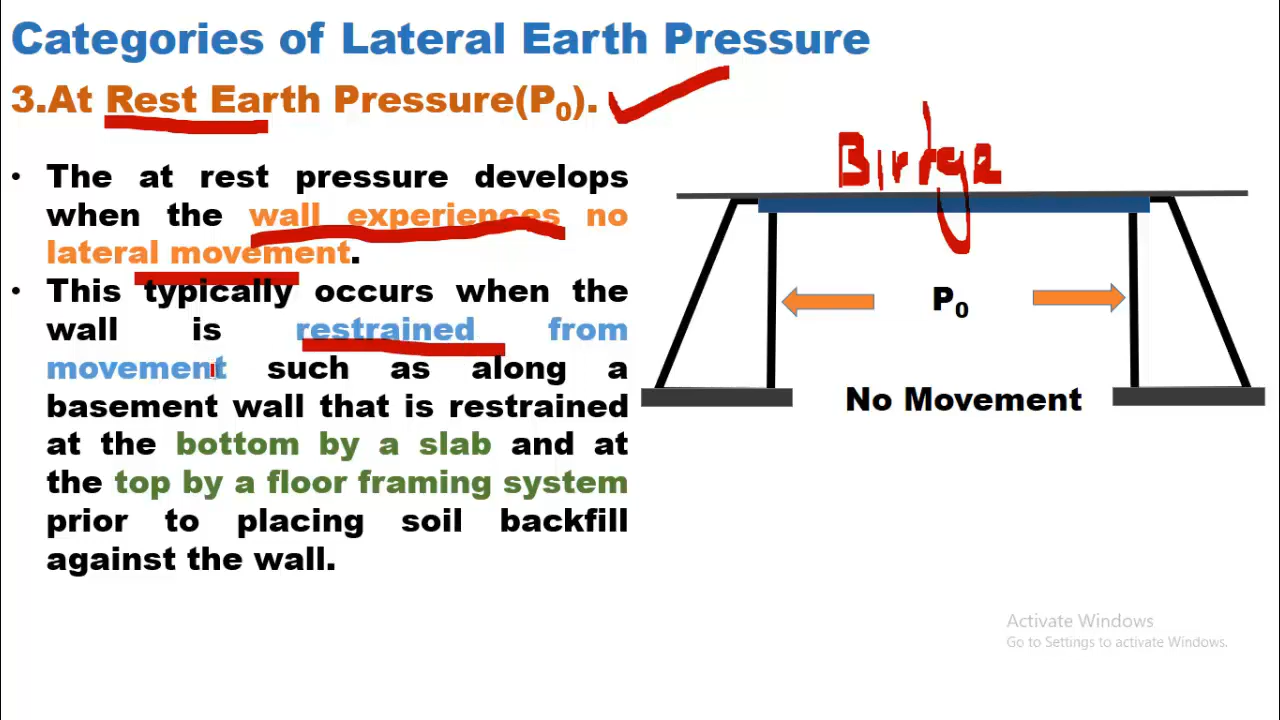 Categories of Lateral Earth Pressure
3.At Rest Earth Pressure(P₀).
• The at rest pressure develops
when the wall experiences no
lateral movement.
• This typically occurs when the
wall is restrained from
movement such as along a
basement wall that is restrained
at the bottom by a slab and at
the top by a floor framing system
prior to placing soil backfill
against the wall.
P₀
No Movement
Activate Windows
Go to Settings to activate Windows.